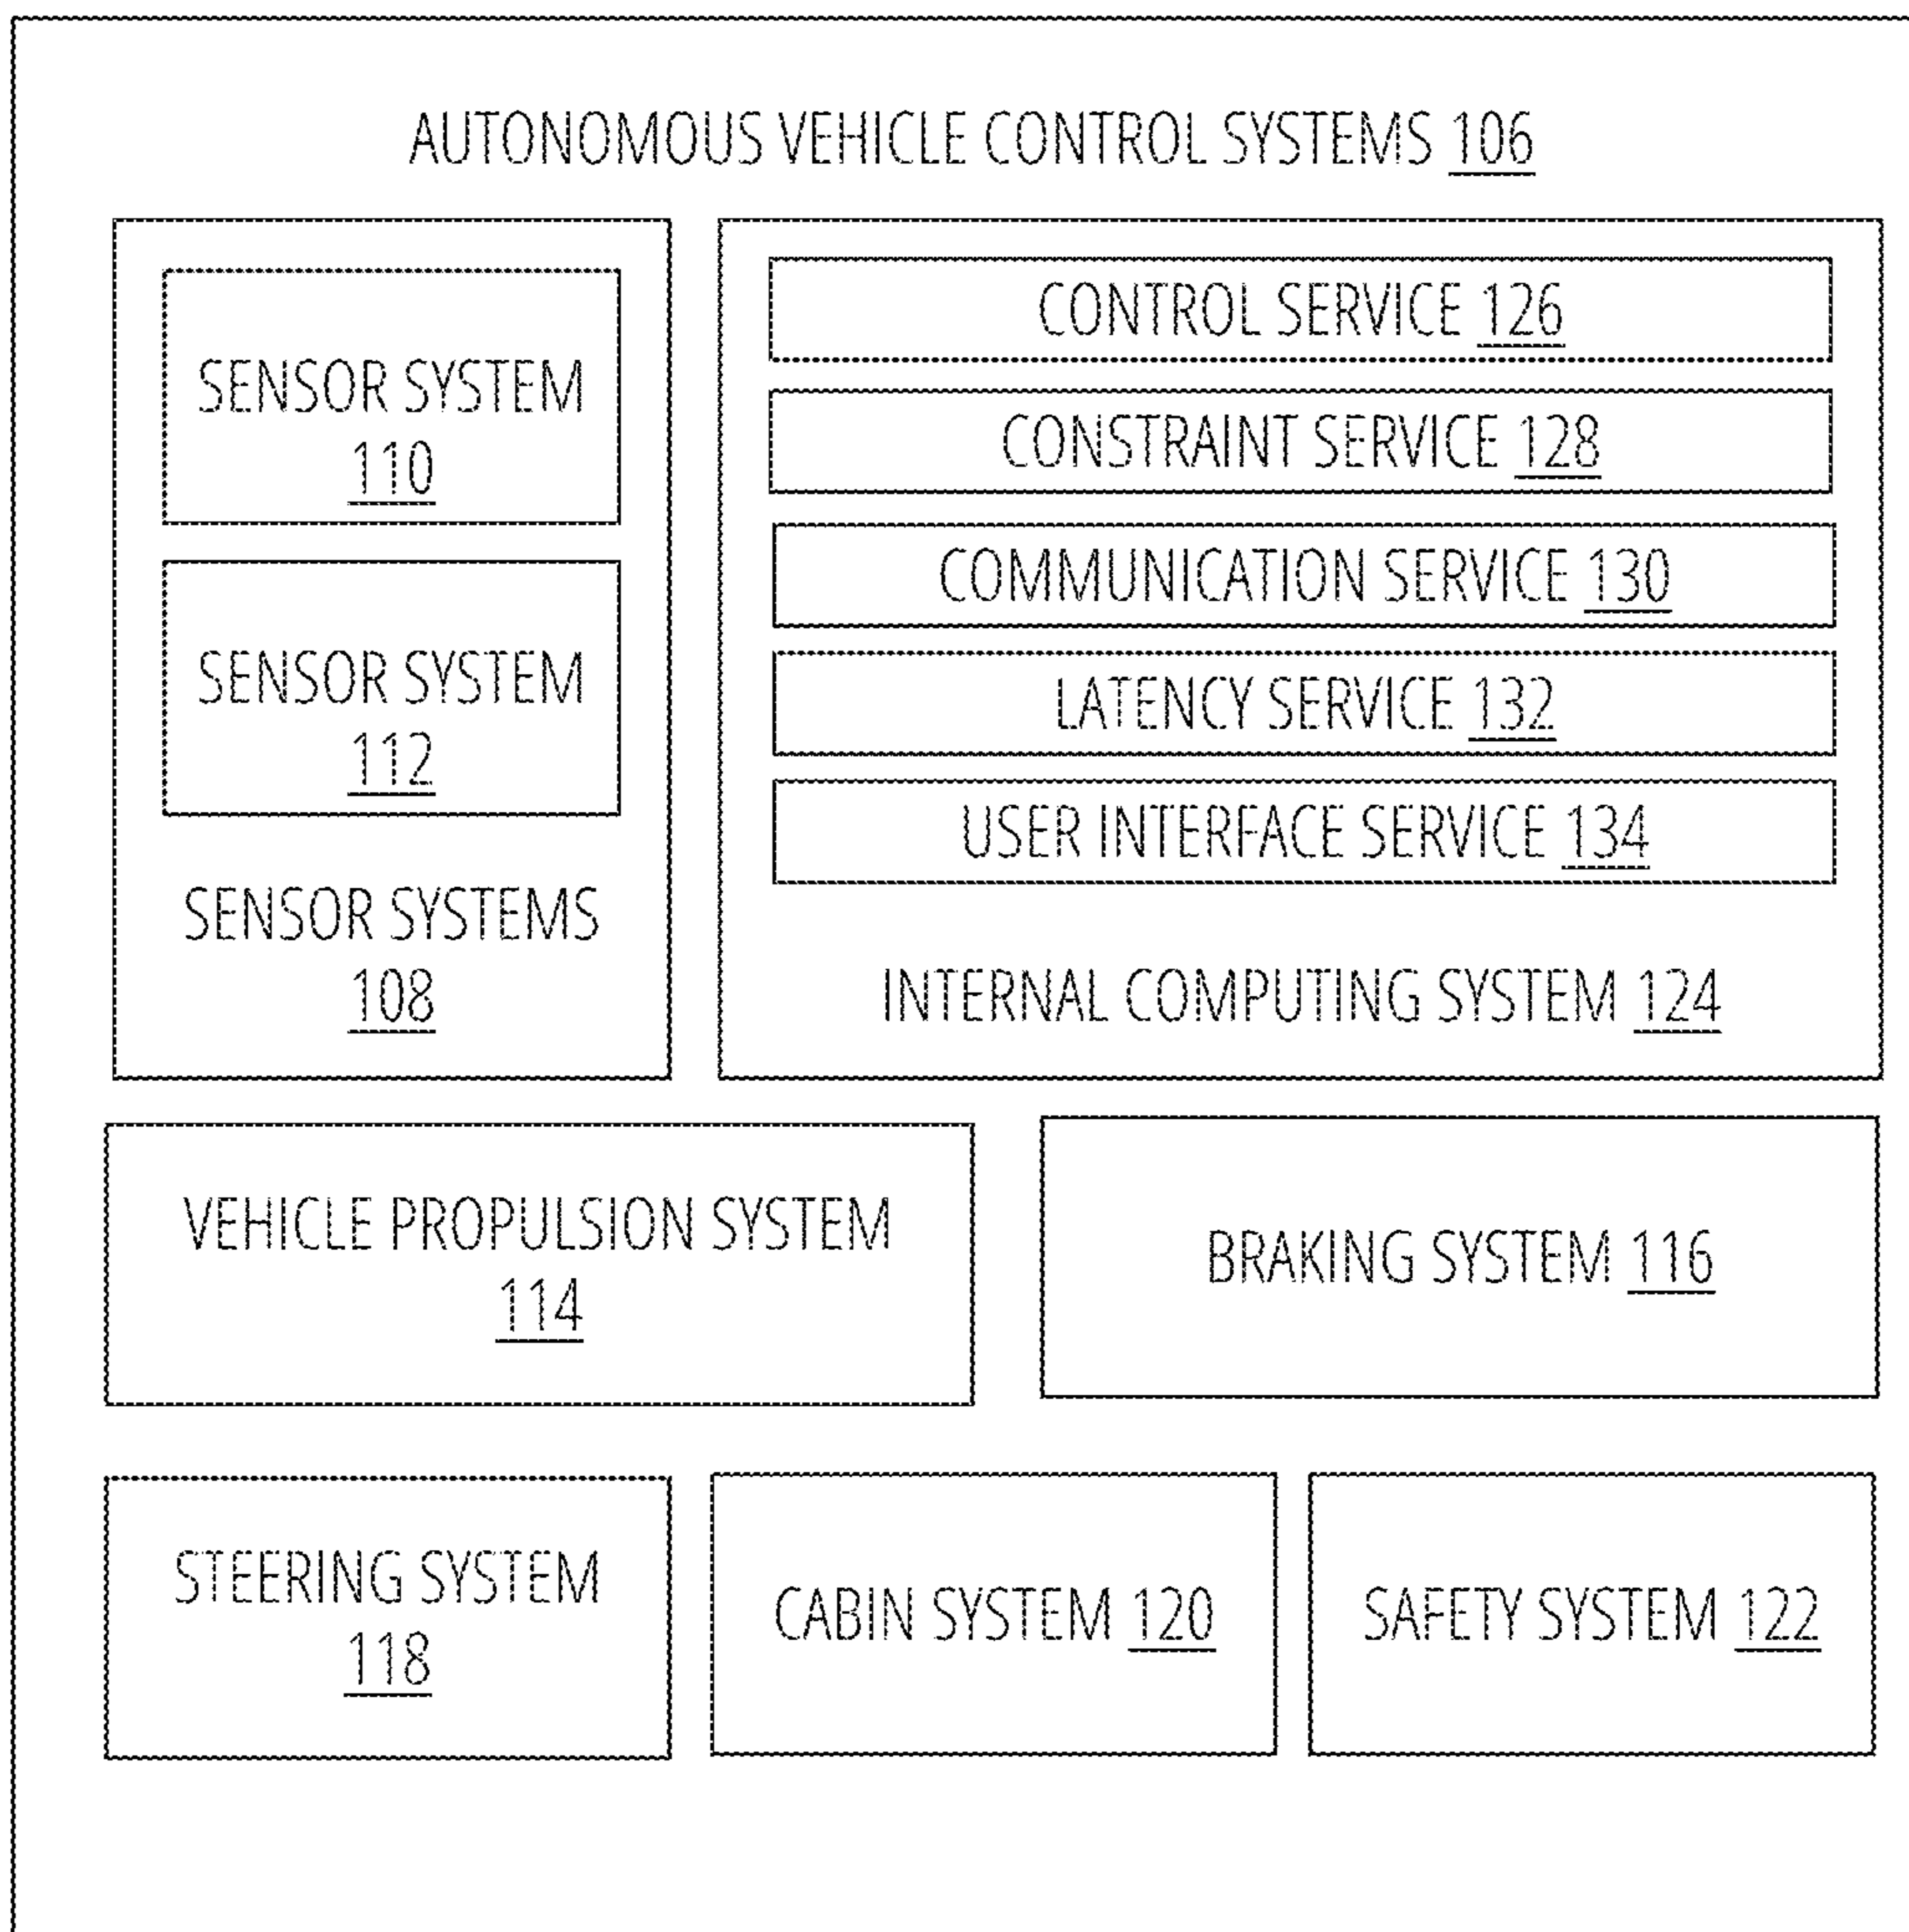 AUTONOMOUS VEHICLE CONTROL SYSTEMS 106
SENSOR SYSTEM
110
SENSOR SYSTEM
112
SENSOR SYSTEMS
108
CONTROL SERVICE 126
CONSTRAINT SERVICE 128
COMMUNICATION SERVICE 130
LATENCY SERVICE 132
USER INTERFACE SERVICE 134
INTERNAL COMPUTING SYSTEM 124
VEHICLE PROPULSION SYSTEM
114
BRAKING SYSTEM 116
STEERING SYSTEM
118
CABIN SYSTEM 120
SAFETY SYSTEM 122